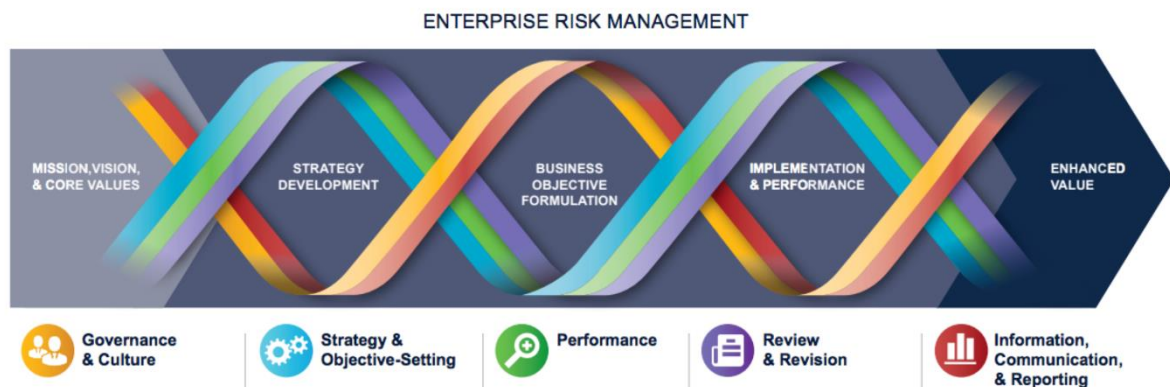 ENTERPRISE RISK MANAGEMENT
MISSION,VISION,
& CORE VALUES
STRATEGY
DEVELOPMENT
BUSINESS
OBJECTIVE
FORMULATION
IMPLEMENTATION
& PERFORMANCE
ENHANCED
VALUE
Governance
& Culture
Strategy &
Objective-Setting
Performance
Review
& Revision
Information,
Communication,
& Reporting